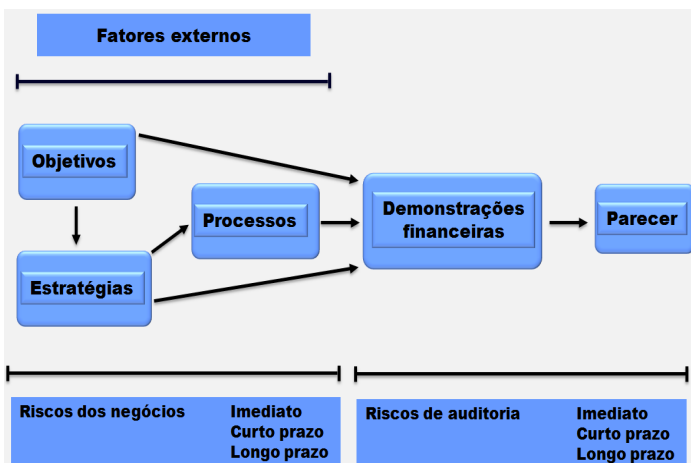 Fatores externos
Objetivos
Processos
Demonstrações
financeiras
Parecer
Estratégias
Riscos dos negócios
Imediato
Curto prazo
Longo prazo
Riscos de auditoria
Imediato
Curto prazo
Longo prazo